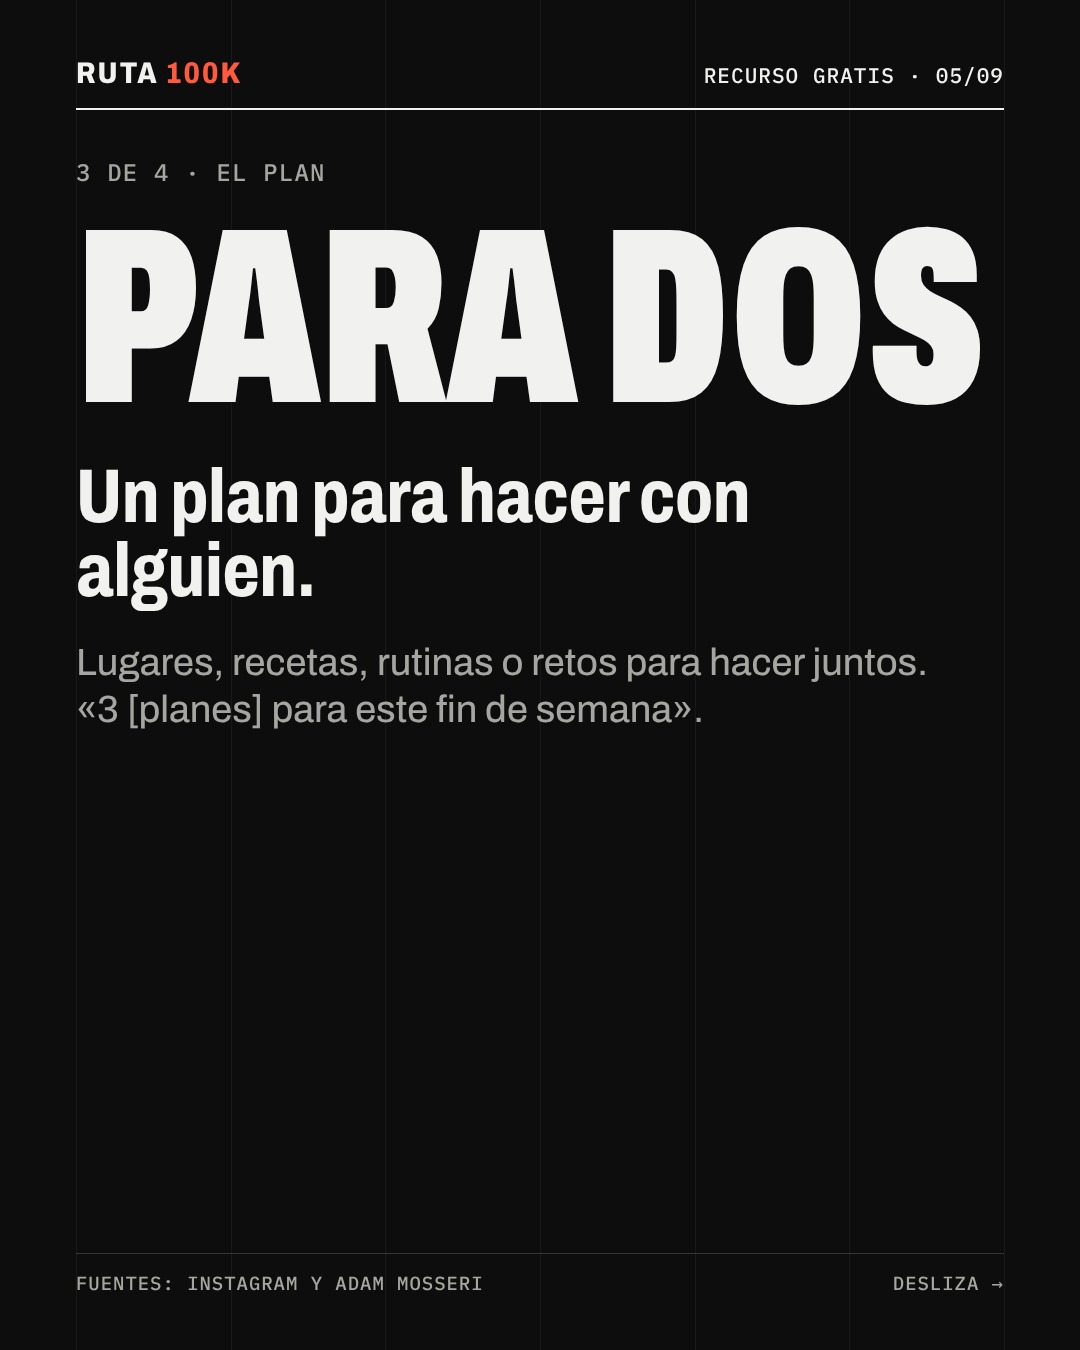 RUTA 100K
RECURSO GRATIS · 05/09
3 DE 4 · EL PLAN
PARA DOS
Un plan para hacer con
alguien.
Lugares, recetas, rutinas o retos para hacer juntos.
«3 [planes] para este fin de semana».
FUENTES: INSTAGRAM Y ADAM MOSSERI
DESLIZA →